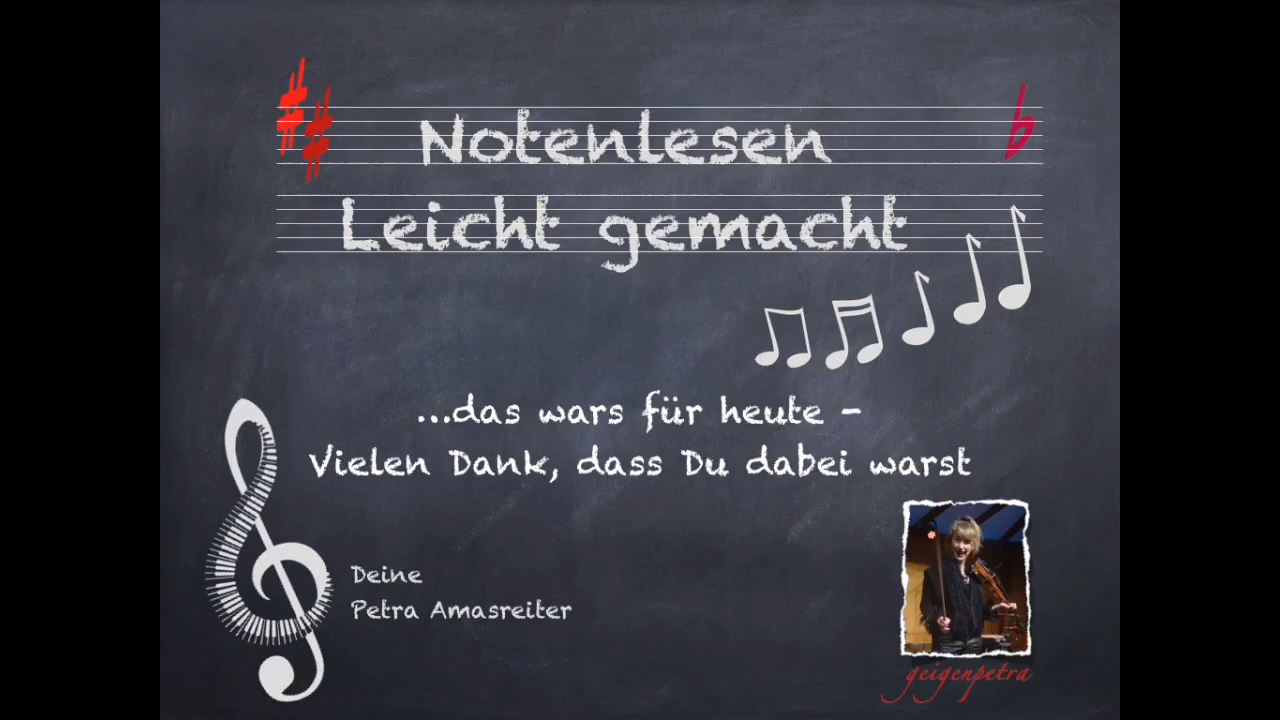 Notenlesen
Leicht gemacht
...das wars für heute -
Vielen Dank, dass Du dabei warst
Deine
Petra Amasreiter
geigenpetra